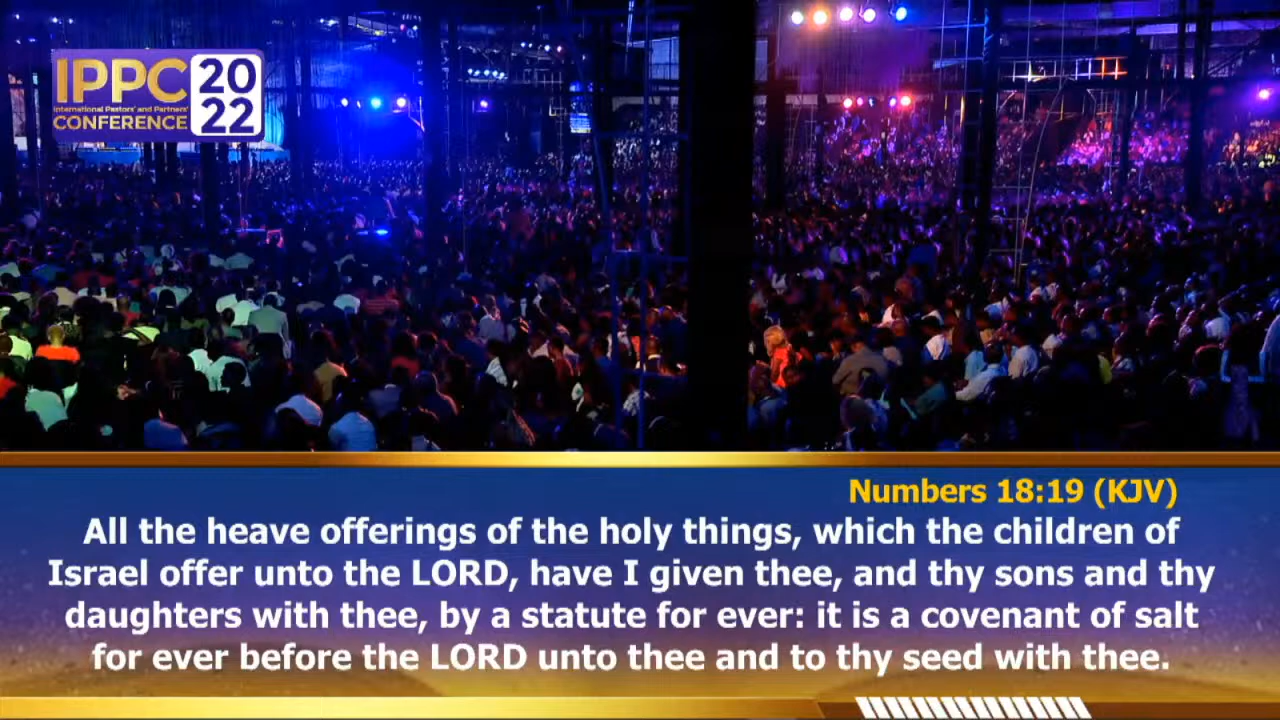 IPPC
International Pastors' and Partners'
CONFERENCE
20
22
Numbers 18:19 (KJV)
All the heave offerings of the holy things, which the children of
Israel offer unto the LORD, have I given thee, and thy sons and thy
daughters with thee, by a statute for ever: it is a covenant of salt
for ever before the LORD unto thee and to thy seed with thee.